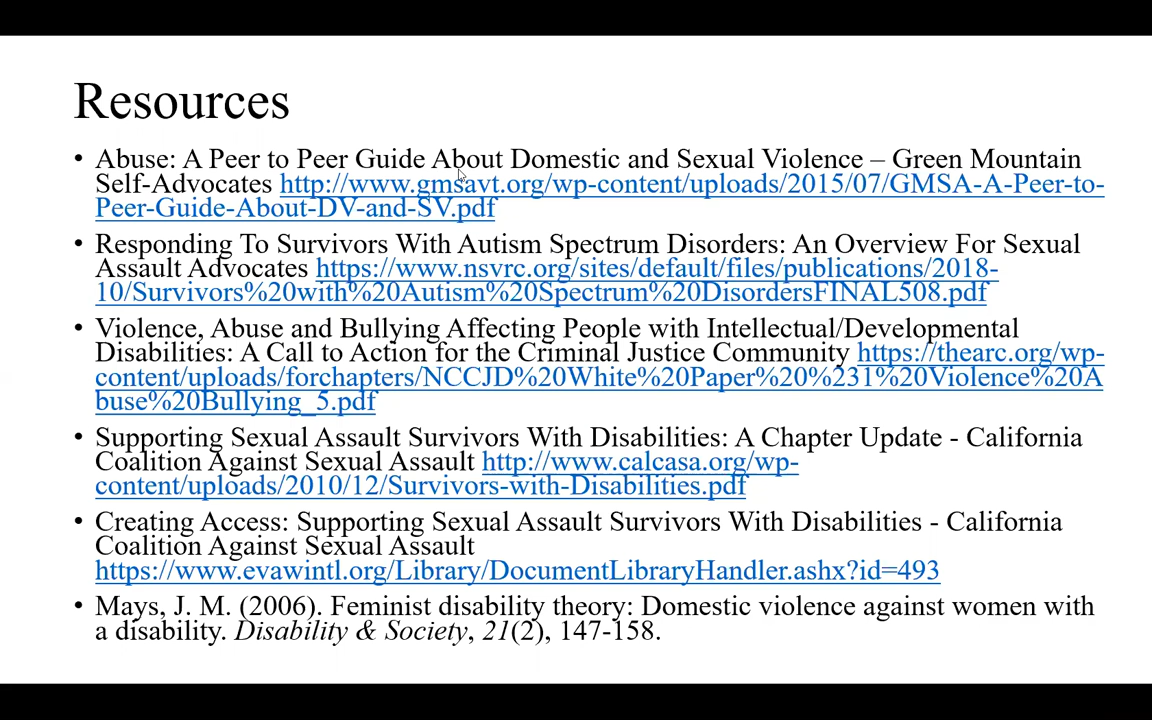 Resources
• Abuse: A Peer to Peer Guide About Domestic and Sexual Violence – Green Mountain
Self-Advocates http://www.gmsavt.org/wp-content/uploads/2015/07/GMSA-A-Peer-to-
Peer-Guide-About-DV-and-SV.pdf
• Responding To Survivors With Autism Spectrum Disorders: An Overview For Sexual
Assault Advocates https://www.nsvrc.org/sites/default/files/publications/2018-
10/Survivors%20with%20Autism%20Spectrum%20DisordersFINAL508.pdf
• Violence, Abuse and Bullying Affecting People with Intellectual/Developmental
Disabilities: A Call to Action for the Criminal Justice Community https://thearc.org/wp-
content/uploads/forchapters/NCCJD%20White%20Paper%20%231%20Violence%20A
buse%20Bullying_5.pdf
• Supporting Sexual Assault Survivors With Disabilities: A Chapter Update - California
Coalition Against Sexual Assault http://www.calcasa.org/wp-
content/uploads/2010/12/Survivors-with-Disabilities.pdf
• Creating Access: Supporting Sexual Assault Survivors With Disabilities - California
Coalition Against Sexual Assault
https://www.evawintl.org/Library/DocumentLibraryHandler.ashx?id=493
• Mays, J. M. (2006). Feminist disability theory: Domestic violence against women with
a disability. Disability & Society, 21(2), 147-158.